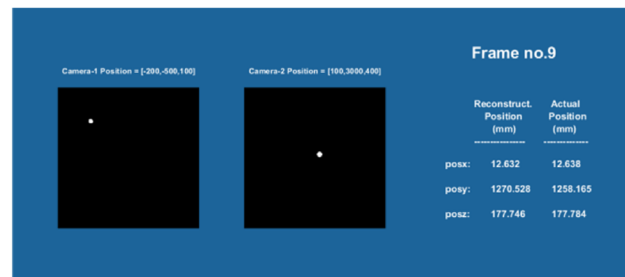 Frame no.9
Camera-1 Position = [-200,-500,100]
Camera-2 Position = [100,3000,400]
Reconstruct. Actual
Position Position
(mm) (mm)
---------------- --------------
posx: 12.632 12.638
posy: 1270.528 1258.165
posz: 177.746 177.784